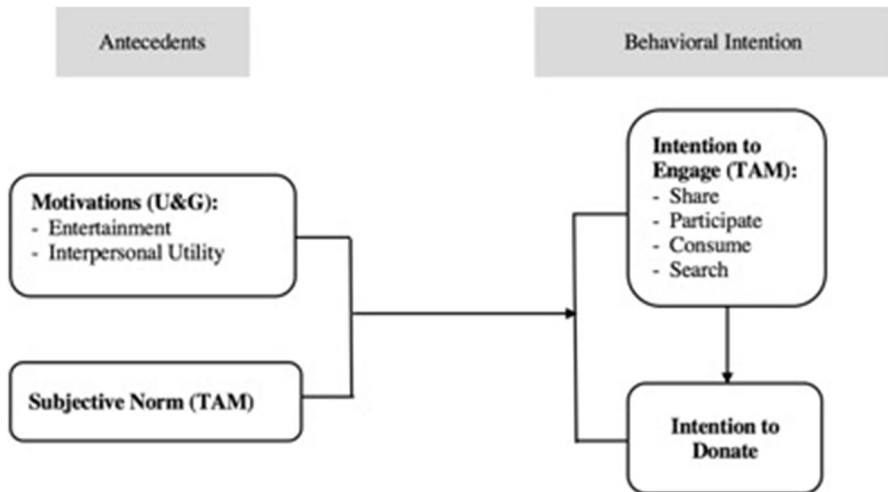 Antecedents
Behavioral Intention
Motivations (U&G):
- Entertainment
- Interpersonal Utility
Subjective Norm (TAM)
Intention to
Engage (TAM):
- Share
- Participate
- Consume
- Search
Intention to
Donate